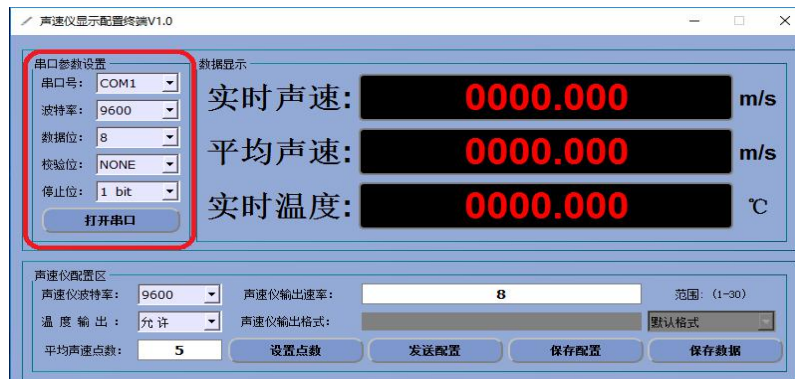 声速仪显示配置终端V1.0
串口参数设置
串口号: COM1
波特率: 9600
数据位: 8
校验位: NONE
停止位: 1 bit
打开串口
数据显示
实时声速: 0000.000 m/s
平均声速: 0000.000 m/s
实时温度: 0000.000 ℃
声速仪配置区
声速仪波特率: 9600 声速仪输出速率: 8 范围: (1-30)
温度输出: 允许 声速仪输出格式: 默认格式
平均声速点数: 5 设置点数 发送配置 保存配置 保存数据